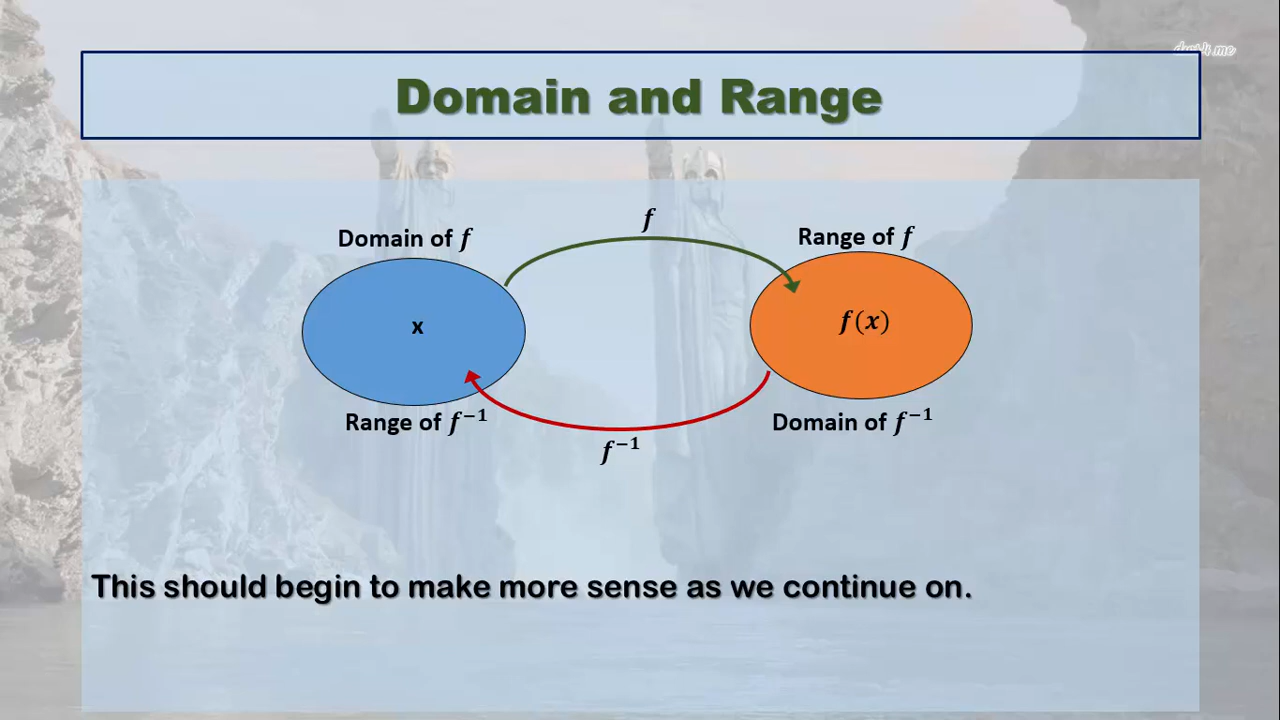 Domain and Range
f
Domain of f
Range of f
x
f(x)
Range of f⁻¹
Domain of f⁻¹
f⁻¹
This should begin to make more sense as we continue on.